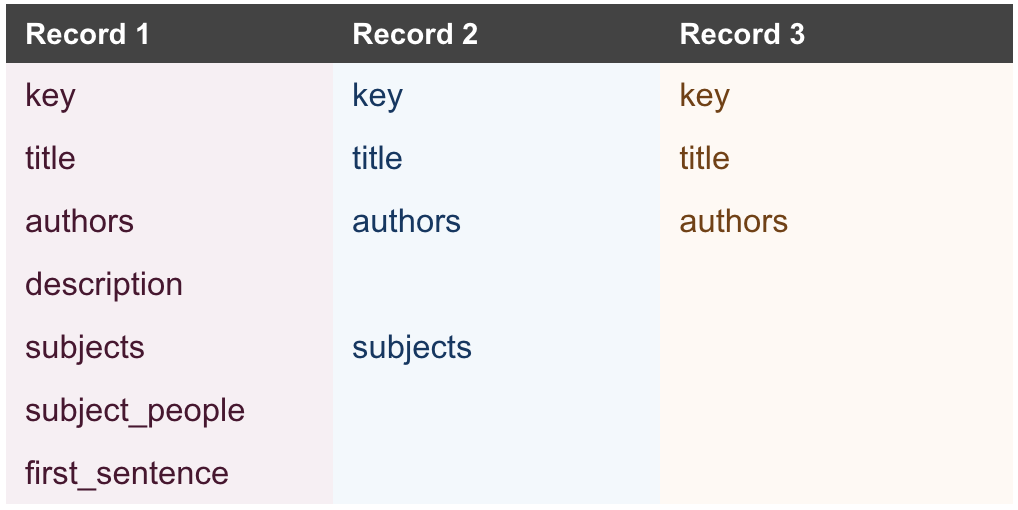 Record 1 Record 2 Record 3
key key key
title title title
authors authors authors
description
subjects subjects
subject_people
first_sentence